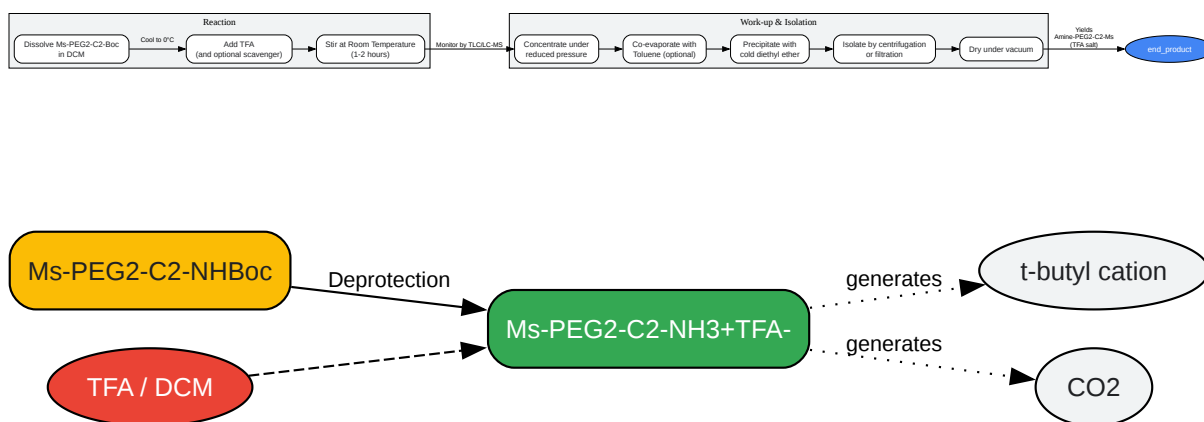 Reaction
Work-up & Isolation
Dissolve Ms-PEG2-C2-Boc
in DCM
Cool to 0°C
Add TFA
(and optional scavenger)
Stir at Room Temperature
(1-2 hours)
Monitor by TLC/LC-MS
Concentrate under
reduced pressure
Co-evaporate with
Toluene (optional)
Precipitate with
cold diethyl ether
Isolate by centrifugation
or filtration
Dry under vacuum
Yields
Amine-PEG2-C2-Ms
(TFA salt)
end_product
Ms-PEG2-C2-NHBoc
Deprotection
TFA / DCM
Ms-PEG2-C2-NH3+TFA-
generates
t-butyl cation
generates
CO2